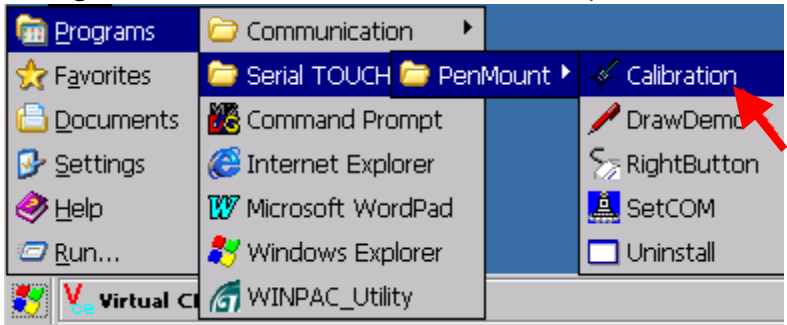 Programs
Favorites
Documents
Settings
Help
Run...
Communication
Serial TOUCH
Command Prompt
Internet Explorer
Microsoft WordPad
Windows Explorer
WINPAC_Utility
PenMount
Calibration
DrawDemo
RightButton
SetCOM
Uninstall
Vce Virtual